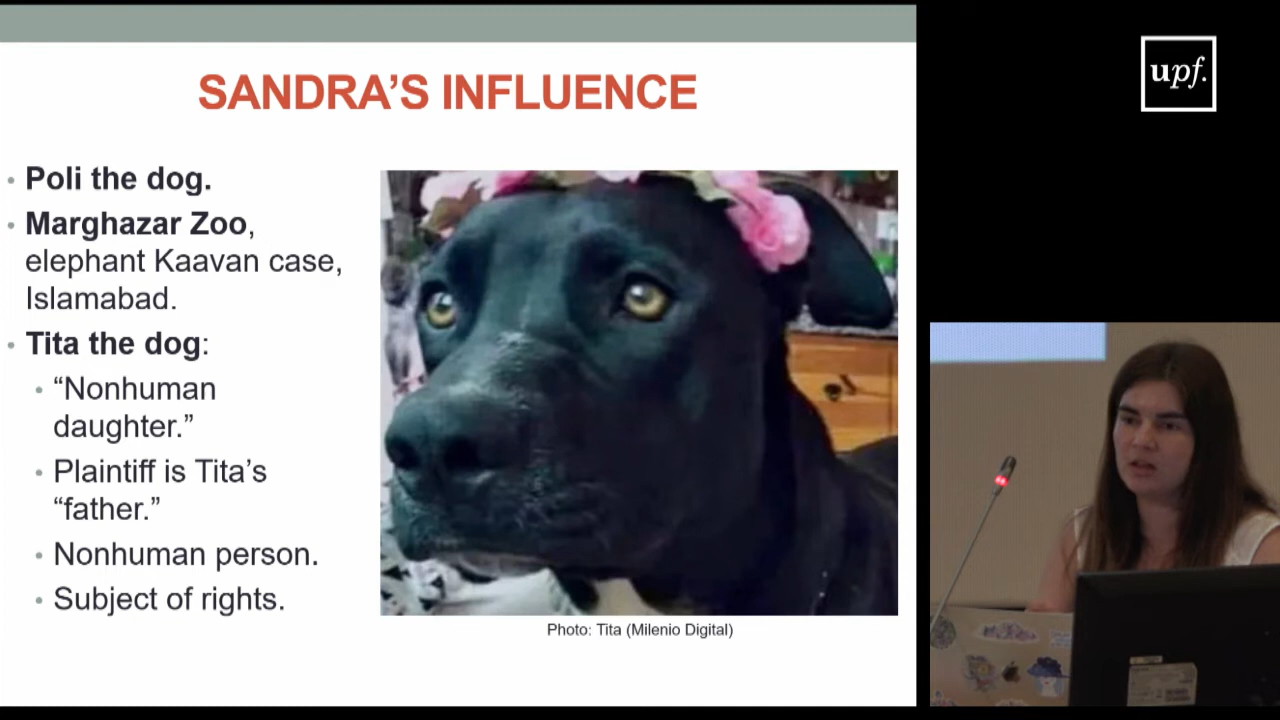 SANDRA'S INFLUENCE
• Poli the dog.
• Marghazar Zoo,
elephant Kaavan case,
Islamabad.
• Tita the dog:
• “Nonhuman
daughter.”
• Plaintiff is Tita's
“father.”
• Nonhuman person.
• Subject of rights.
Photo: Tita (Milenio Digital)
upf.